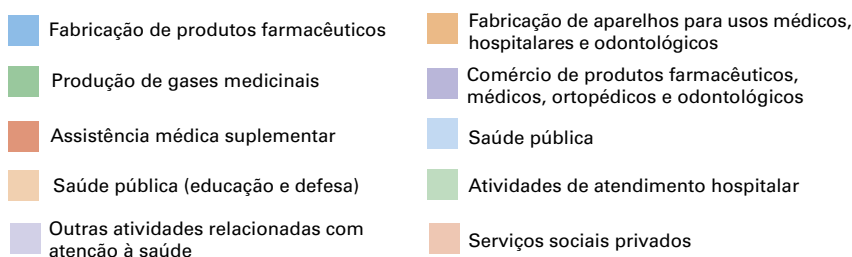 Fabricação de produtos farmacêuticos
Fabricação de aparelhos para usos médicos,
hospitalares e odontológicos
Produção de gases medicinais
Comércio de produtos farmacêuticos,
médicos, ortopédicos e odontológicos
Assistência médica suplementar
Saúde pública
Saúde pública (educação e defesa)
Atividades de atendimento hospitalar
Outras atividades relacionadas com
atenção à saúde
Serviços sociais privados